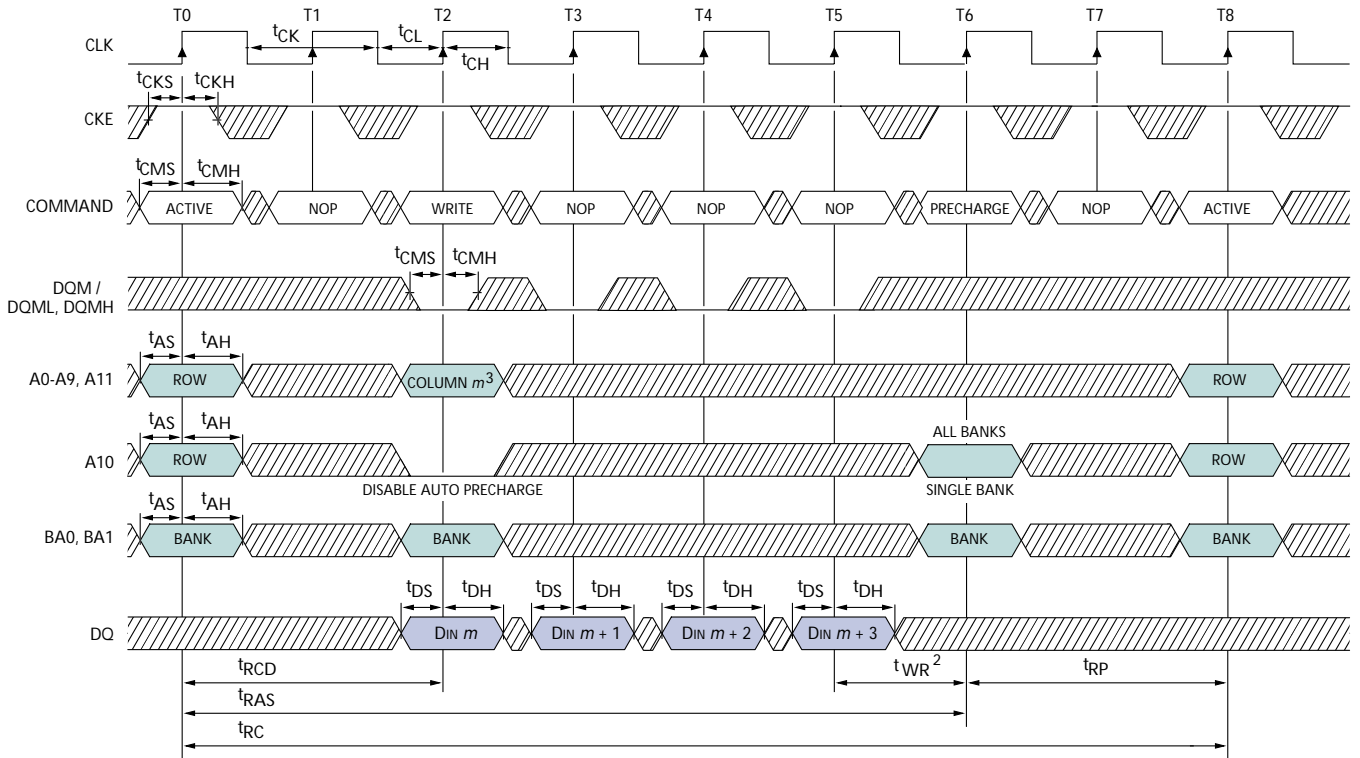 T0 T1 T2 T3 T4 T5 T6 T7 T8
CLK
tCK tCL
tCH
tCKS tCKH
CKE
tCMS tCMH
COMMAND ACTIVE NOP WRITE NOP NOP NOP PRECHARGE NOP ACTIVE
tCMS tCMH
DQM /
DQML, DQMH
tAS tAH
A0-A9, A11 ROW COLUMN m3 ROW
tAS tAH ALL BANKS
A10 ROW ROW
DISABLE AUTO PRECHARGE SINGLE BANK
tAS tAH
BA0, BA1 BANK BANK BANK BANK
tDS tDH tDS tDH tDS tDH tDS tDH
DQ DIN m DIN m + 1 DIN m + 2 DIN m + 3
tRCD tWR2 tRP
tRAS
tRC